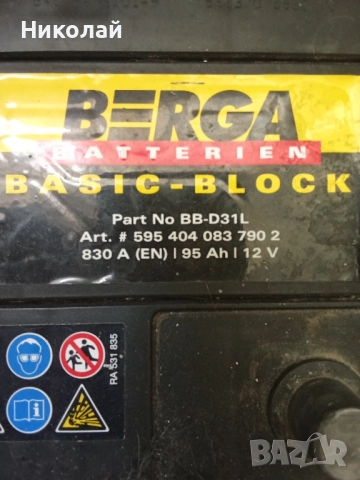 Николай
BERGA
BATTERIEN
BASIC-BLOCK
Part No BB-D31L
Art. # 595 404 083 790 2
830 A (EN) | 95 Ah | 12 V
RA 531 835
BAZAR